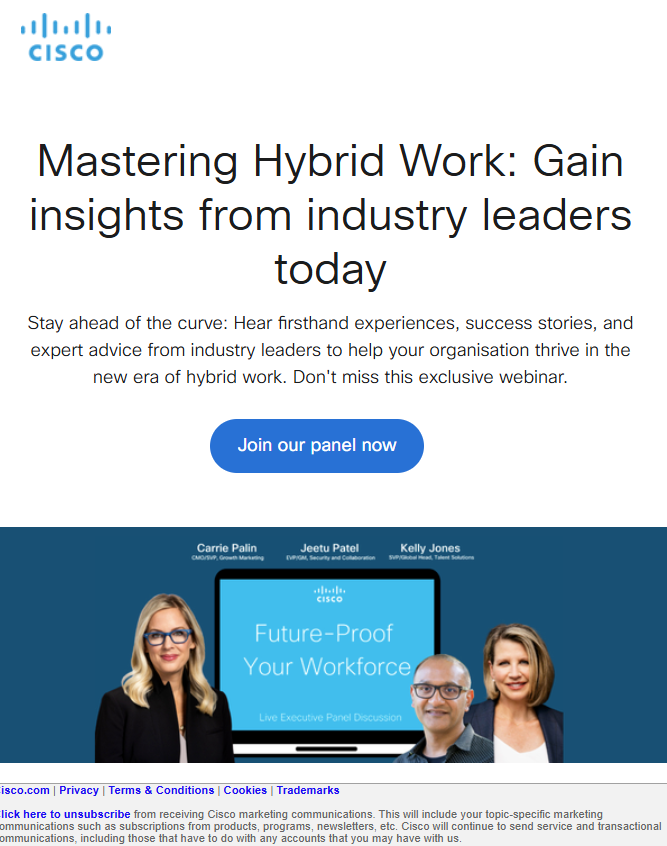 CISCO
Mastering Hybrid Work: Gain
insights from industry leaders
today
Stay ahead of the curve: Hear firsthand experiences, success stories, and
expert advice from industry leaders to help your organisation thrive in the
new era of hybrid work. Don't miss this exclusive webinar.
Join our panel now
Carrie Palin Jeetu Patel Kelly Jones
CMO/SVP, Growth Marketing EVP/GM, Security and Collaboration SVP/Global Head, Talent Solutions
CISCO
Future-Proof
Your Workforce
Live Executive Panel Discussion
isco.com | Privacy | Terms & Conditions | Cookies | Trademarks
lick here to unsubscribe from receiving Cisco marketing communications. This will include your topic-specific marketing
ommunications such as subscriptions from products, programs, newsletters, etc. Cisco will continue to send service and transactional
ommunications, including those that have to do with any accounts that you may have with us.